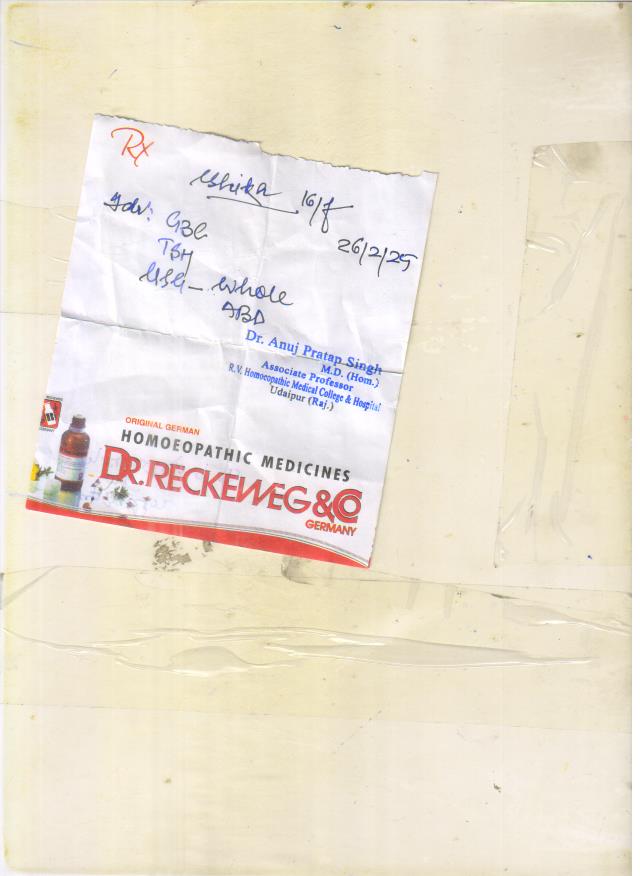 Rx
Ishika 16/f
26/2/25
Adv: CBC
TSH
USG - Whole
ABD
Dr. Anuj Pratap Singh
M.D. (Hom.)
Associate Professor
R.V. Homoeopathic Medical College & Hospital
Udaipur (Raj.)
ORIGINAL GERMAN
HOMOEOPATHIC MEDICINES
DR. RECKEWEG & CO
GERMANY